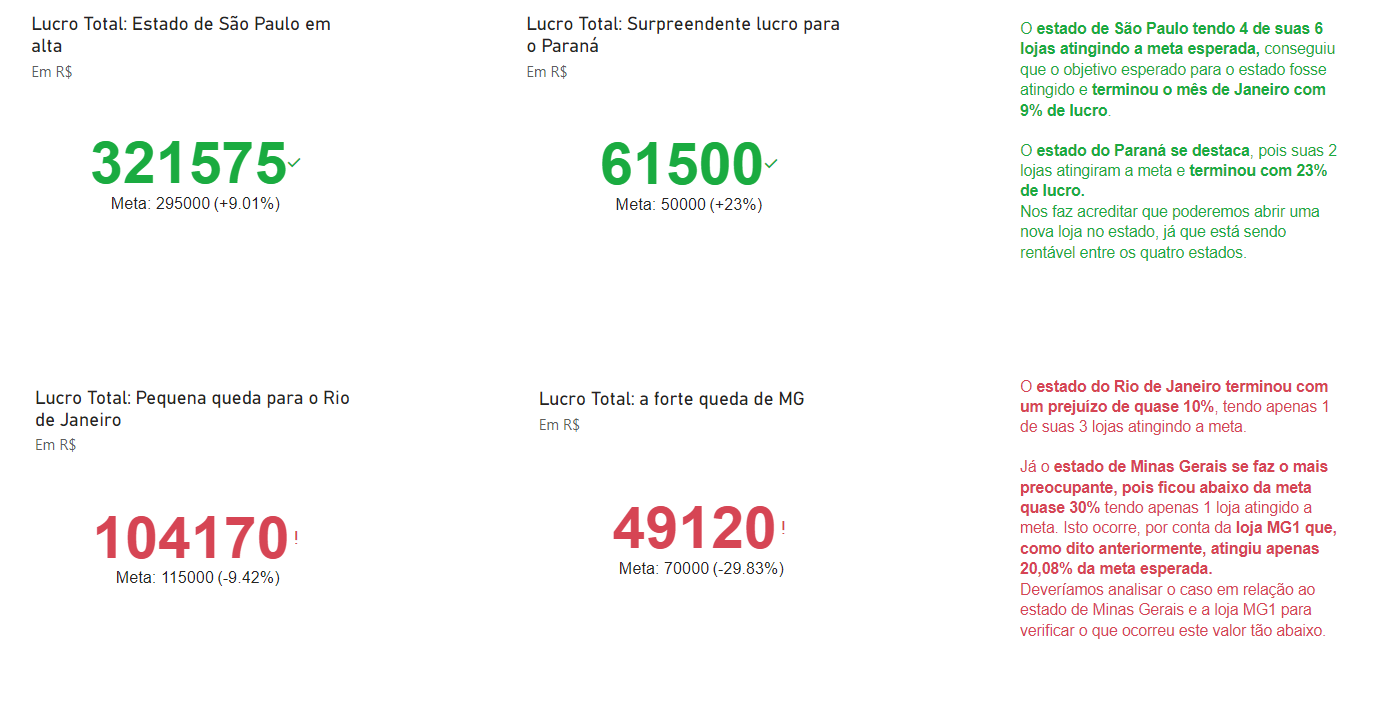 Lucro Total: Estado de São Paulo em
alta
Em R$
321575
Meta: 295000 (+9.01%)
Lucro Total: Surpreendente lucro para
o Paraná
Em R$
61500
Meta: 50000 (+23%)
O estado de São Paulo tendo 4 de suas 6
lojas atingindo a meta esperada, conseguiu
que o objetivo esperado para o estado fosse
atingido e terminou o mês de Janeiro com
9% de lucro.
O estado do Paraná se destaca, pois suas 2
lojas atingiram a meta e terminou com 23%
de lucro.
Nos faz acreditar que poderemos abrir uma
nova loja no estado, já que está sendo
rentável entre os quatro estados.
Lucro Total: Pequena queda para o Rio
de Janeiro
Em R$
104170 !
Meta: 115000 (-9.42%)
Lucro Total: a forte queda de MG
Em R$
49120 !
Meta: 70000 (-29.83%)
O estado do Rio de Janeiro terminou com
um prejuízo de quase 10%, tendo apenas 1
de suas 3 lojas atingindo a meta.
Já o estado de Minas Gerais se faz o mais
preocupante, pois ficou abaixo da meta
quase 30% tendo apenas 1 loja atingido a
meta. Isto ocorre, por conta da loja MG1 que,
como dito anteriormente, atingiu apenas
20,08% da meta esperada.
Deveríamos analisar o caso em relação ao
estado de Minas Gerais e a loja MG1 para
verificar o que ocorreu este valor tão abaixo.